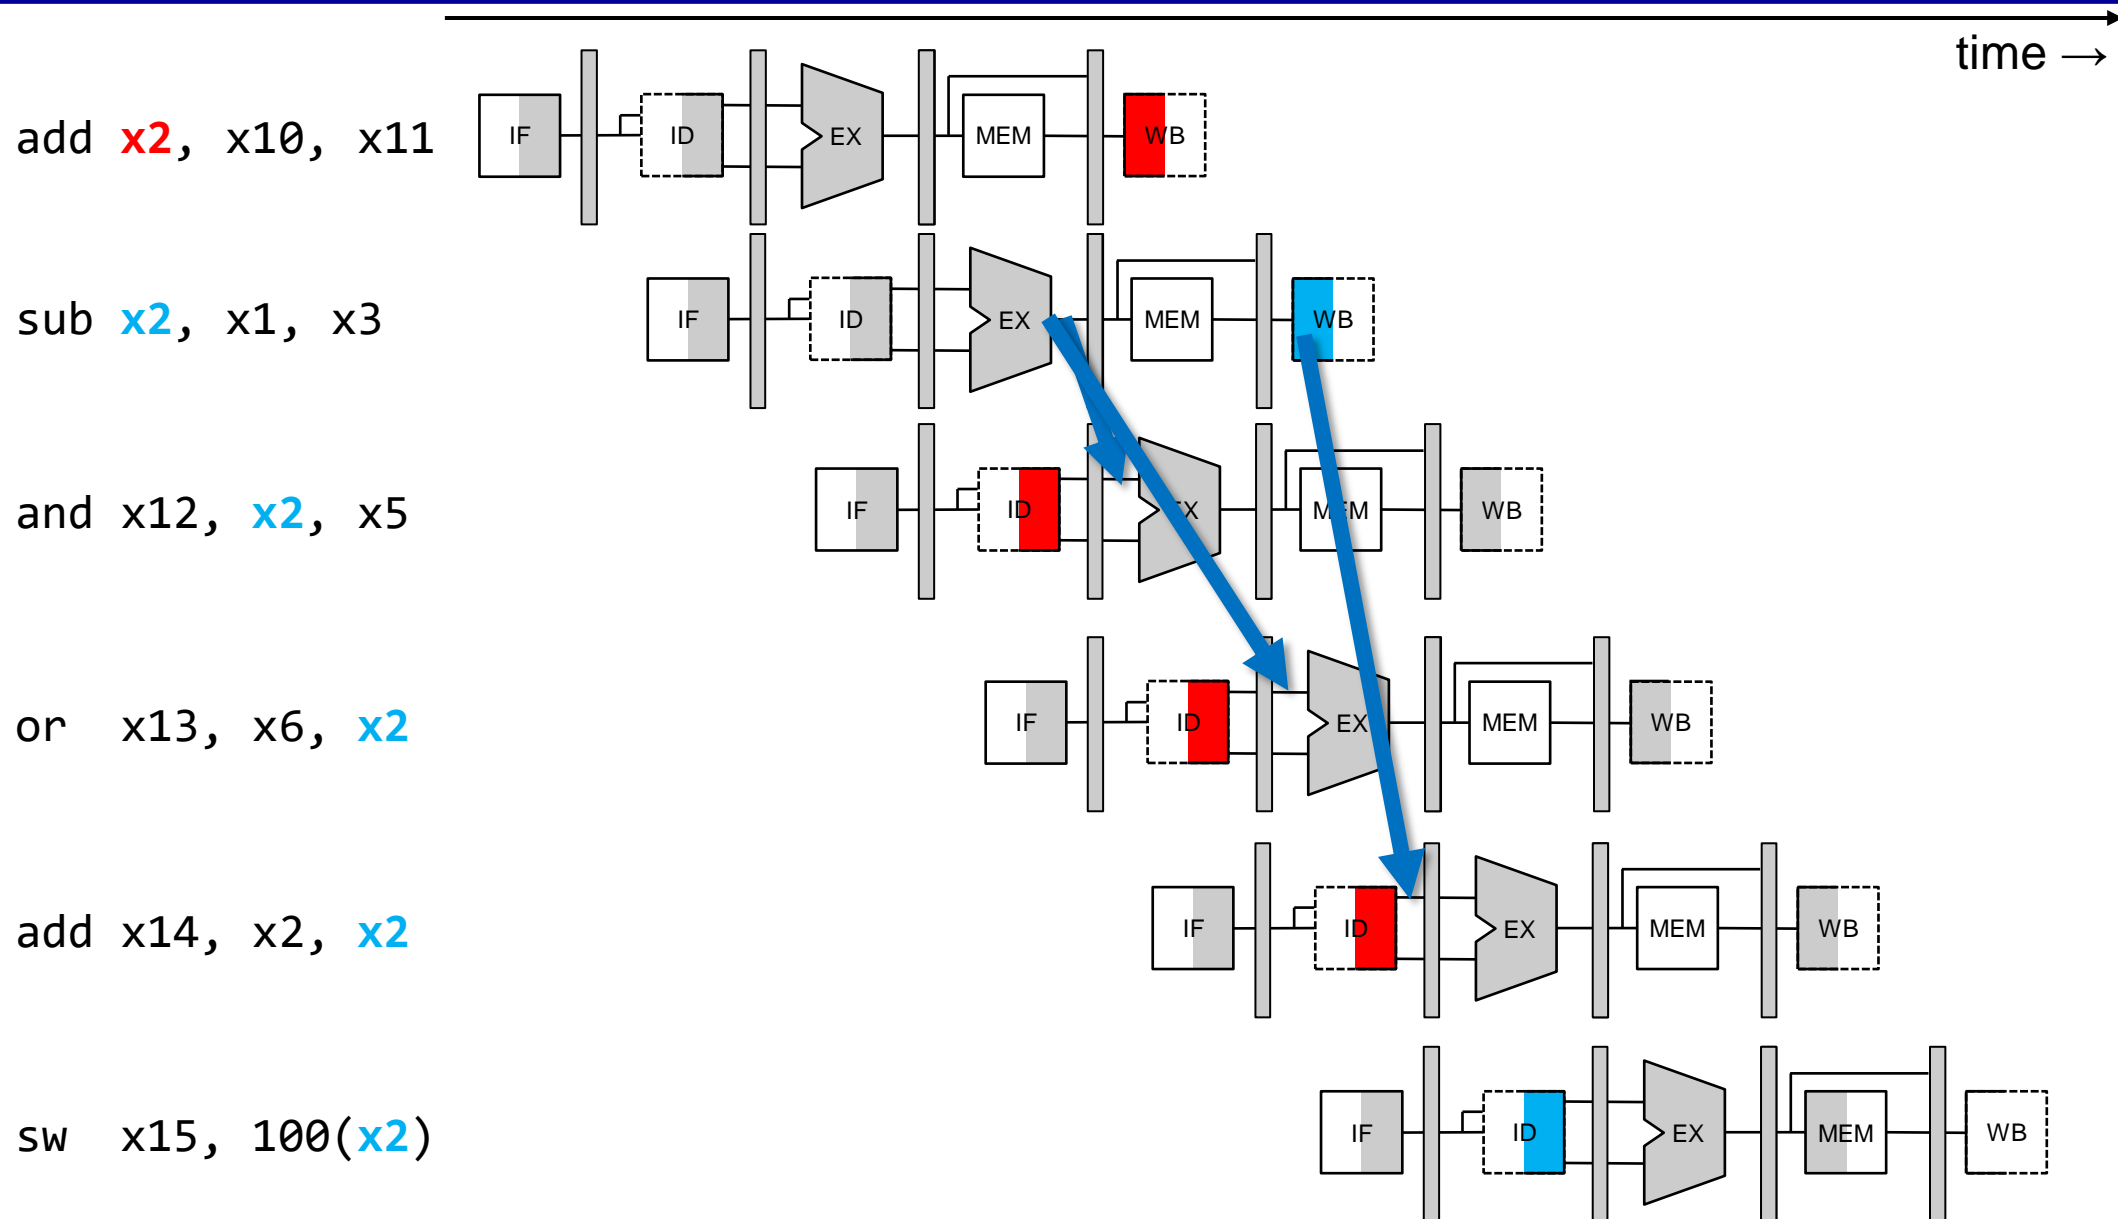 time →
add x2, x10, x11 IF ID EX MEM WB
sub x2, x1, x3 IF ID EX MEM WB
and x12, x2, x5 IF ID EX MEM WB
or x13, x6, x2 IF ID EX MEM WB
add x14, x2, x2 IF ID EX MEM WB
sw x15, 100(x2) IF ID EX MEM WB